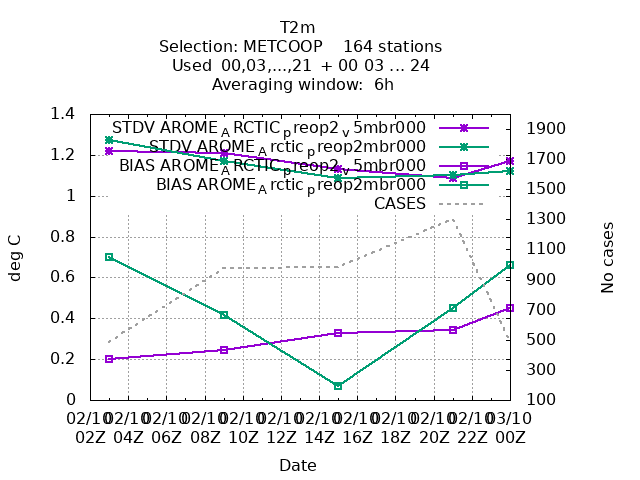 T2m
Selection: METCOOP    164 stations
Used  00,03,...,21  + 00 03 ... 24
Averaging window:  6h
STDV AROME_ARCTIC_preop2_v5mbr000
STDV AROME_Arctic_preop2mbr000
BIAS AROME_ARCTIC_preop2_v5mbr000
BIAS AROME_Arctic_preop2mbr000
CASES
deg C
1.4
1.2
1
0.8
0.6
0.4
0.2
0
1900
1700
1500
1300
1100
900
700
500
300
100
No cases
02/10 02/10 02/10 02/10 02/10 02/10 02/10 02/10 02/10 02/10 02/10 03/10
02Z 04Z 06Z 08Z 10Z 12Z 14Z 16Z 18Z 20Z 22Z 00Z
Date